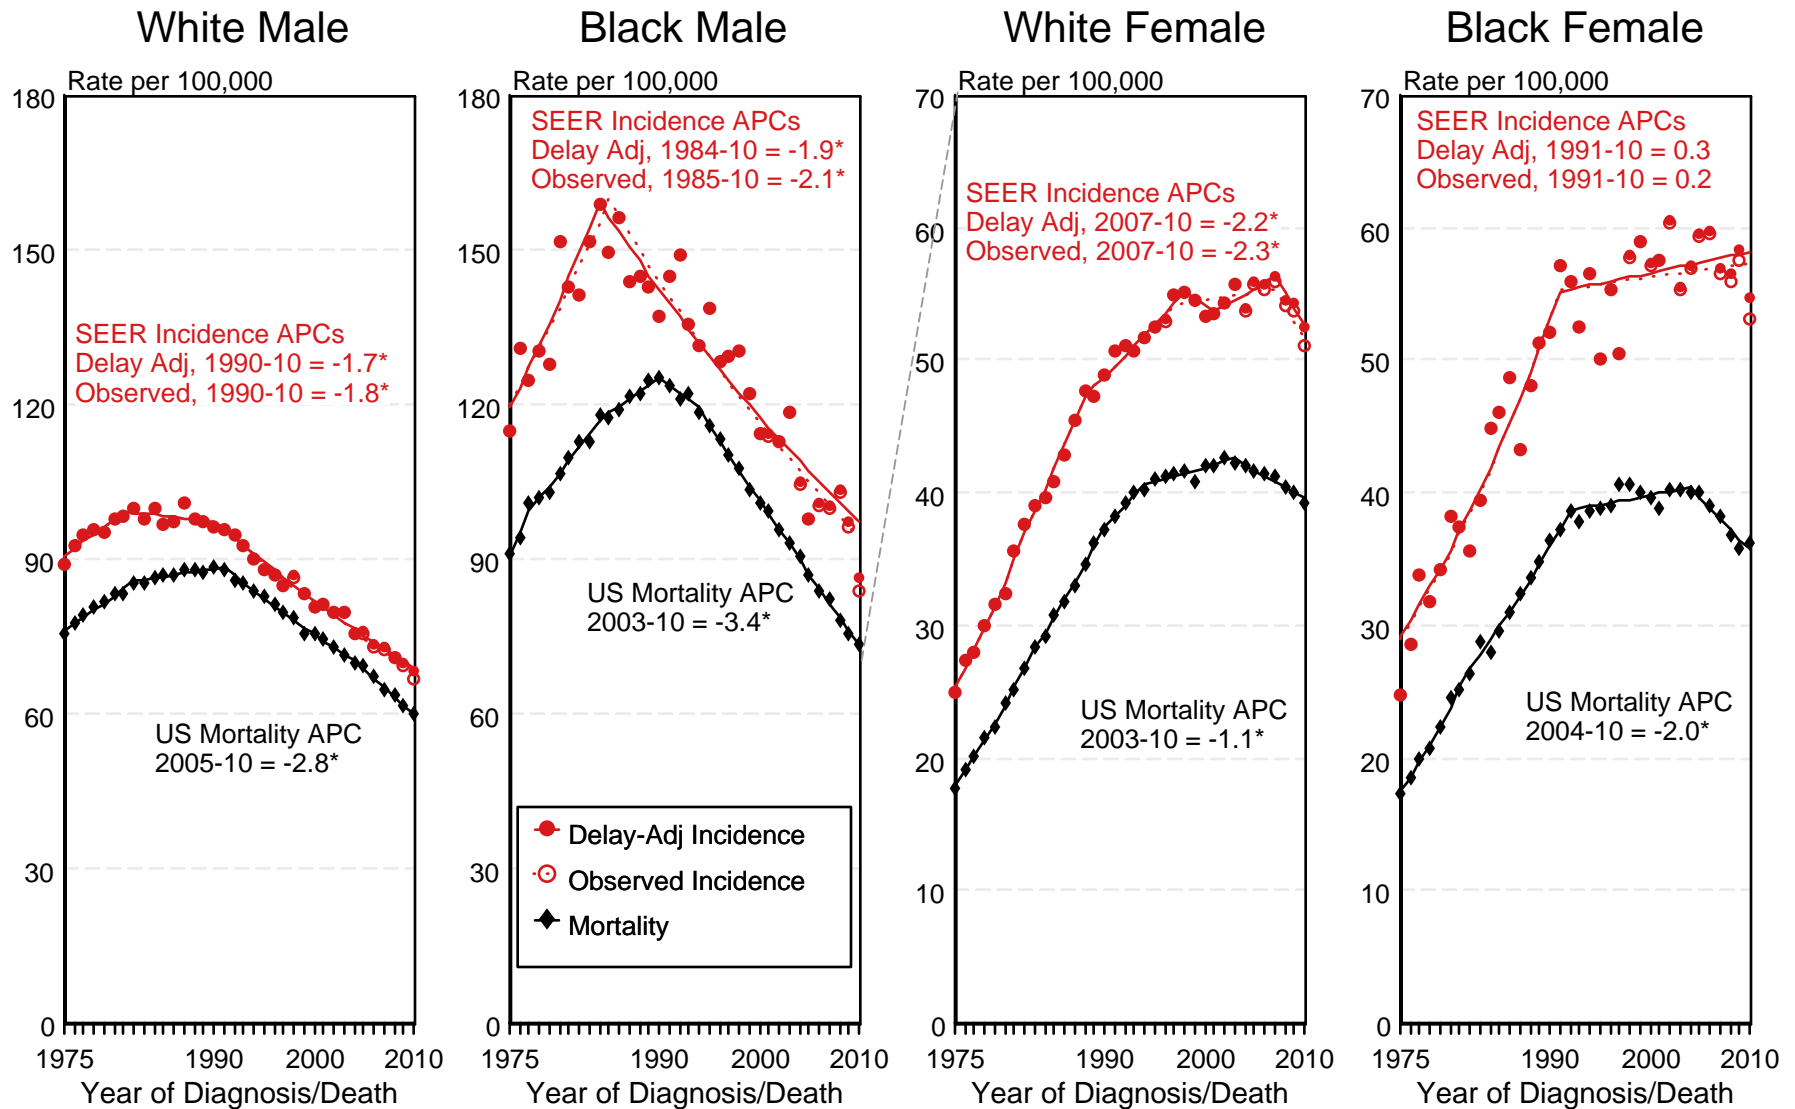 White Male
Rate per 100,000
180
150
120
90
60
30
0
SEER Incidence APCs
Delay Adj, 1990-10 = -1.7*
Observed, 1990-10 = -1.8*
US Mortality APC
2005-10 = -2.8*
1975 1990 2000 2010
Year of Diagnosis/Death
Black Male
Rate per 100,000
180
150
120
90
60
30
0
SEER Incidence APCs
Delay Adj, 1984-10 = -1.9*
Observed, 1985-10 = -2.1*
US Mortality APC
2003-10 = -3.4*
Delay-Adj Incidence
Observed Incidence
Mortality
1975 1990 2000 2010
Year of Diagnosis/Death
White Female
Rate per 100,000
70
60
50
40
30
20
10
0
SEER Incidence APCs
Delay Adj, 2007-10 = -2.2*
Observed, 2007-10 = -2.3*
US Mortality APC
2003-10 = -1.1*
1975 1990 2000 2010
Year of Diagnosis/Death
Black Female
Rate per 100,000
70
60
50
40
30
20
10
0
SEER Incidence APCs
Delay Adj, 1991-10 = 0.3
Observed, 1991-10 = 0.2
US Mortality APC
2004-10 = -2.0*
1975 1990 2000 2010
Year of Diagnosis/Death